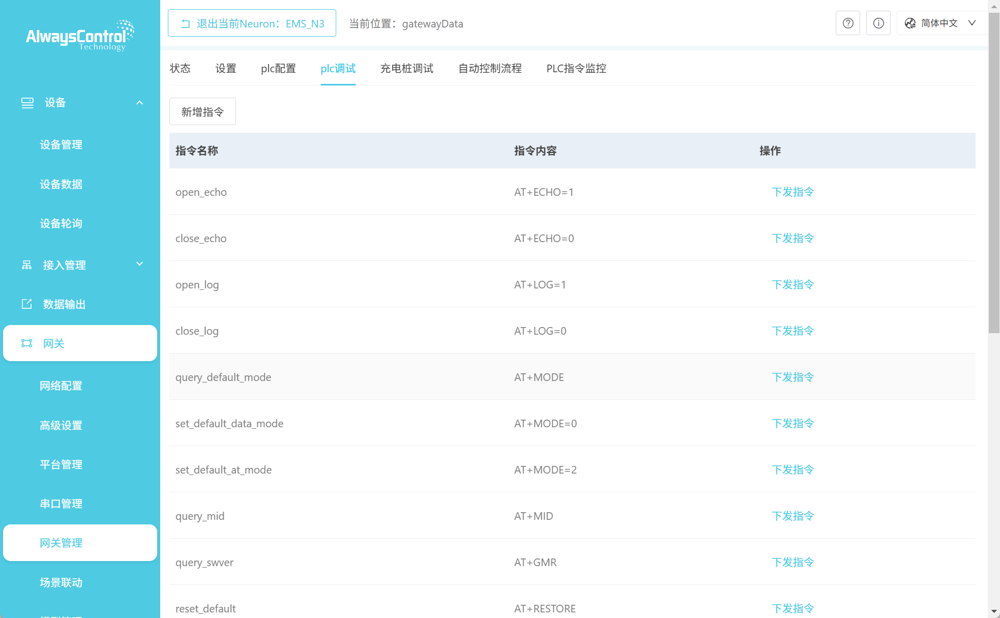 AlwaysControl
Technology
设备
设备管理
设备数据
设备轮询
接入管理
数据输出
网关
网络配置
高级设置
平台管理
串口管理
网关管理
场景联动
退出当前Neuron：EMS_N3
当前位置：gatewayData
简体中文
状态 设置 plc配置 plc调试 充电桩调试 自动控制流程 PLC指令监控
新增指令
指令名称 指令内容 操作
open_echo AT+ECHO=1 下发指令
close_echo AT+ECHO=0 下发指令
open_log AT+LOG=1 下发指令
close_log AT+LOG=0 下发指令
query_default_mode AT+MODE 下发指令
set_default_data_mode AT+MODE=0 下发指令
set_default_at_mode AT+MODE=2 下发指令
query_mid AT+MID 下发指令
query_swver AT+GMR 下发指令
reset_default AT+RESTORE 下发指令